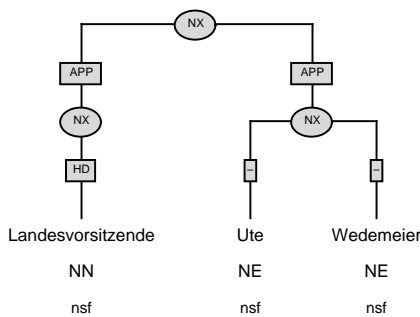 NX
APP APP
NX NX
HD – –
Landesvorsitzende Ute Wedemeier
NN NE NE
nsf nsf nsf